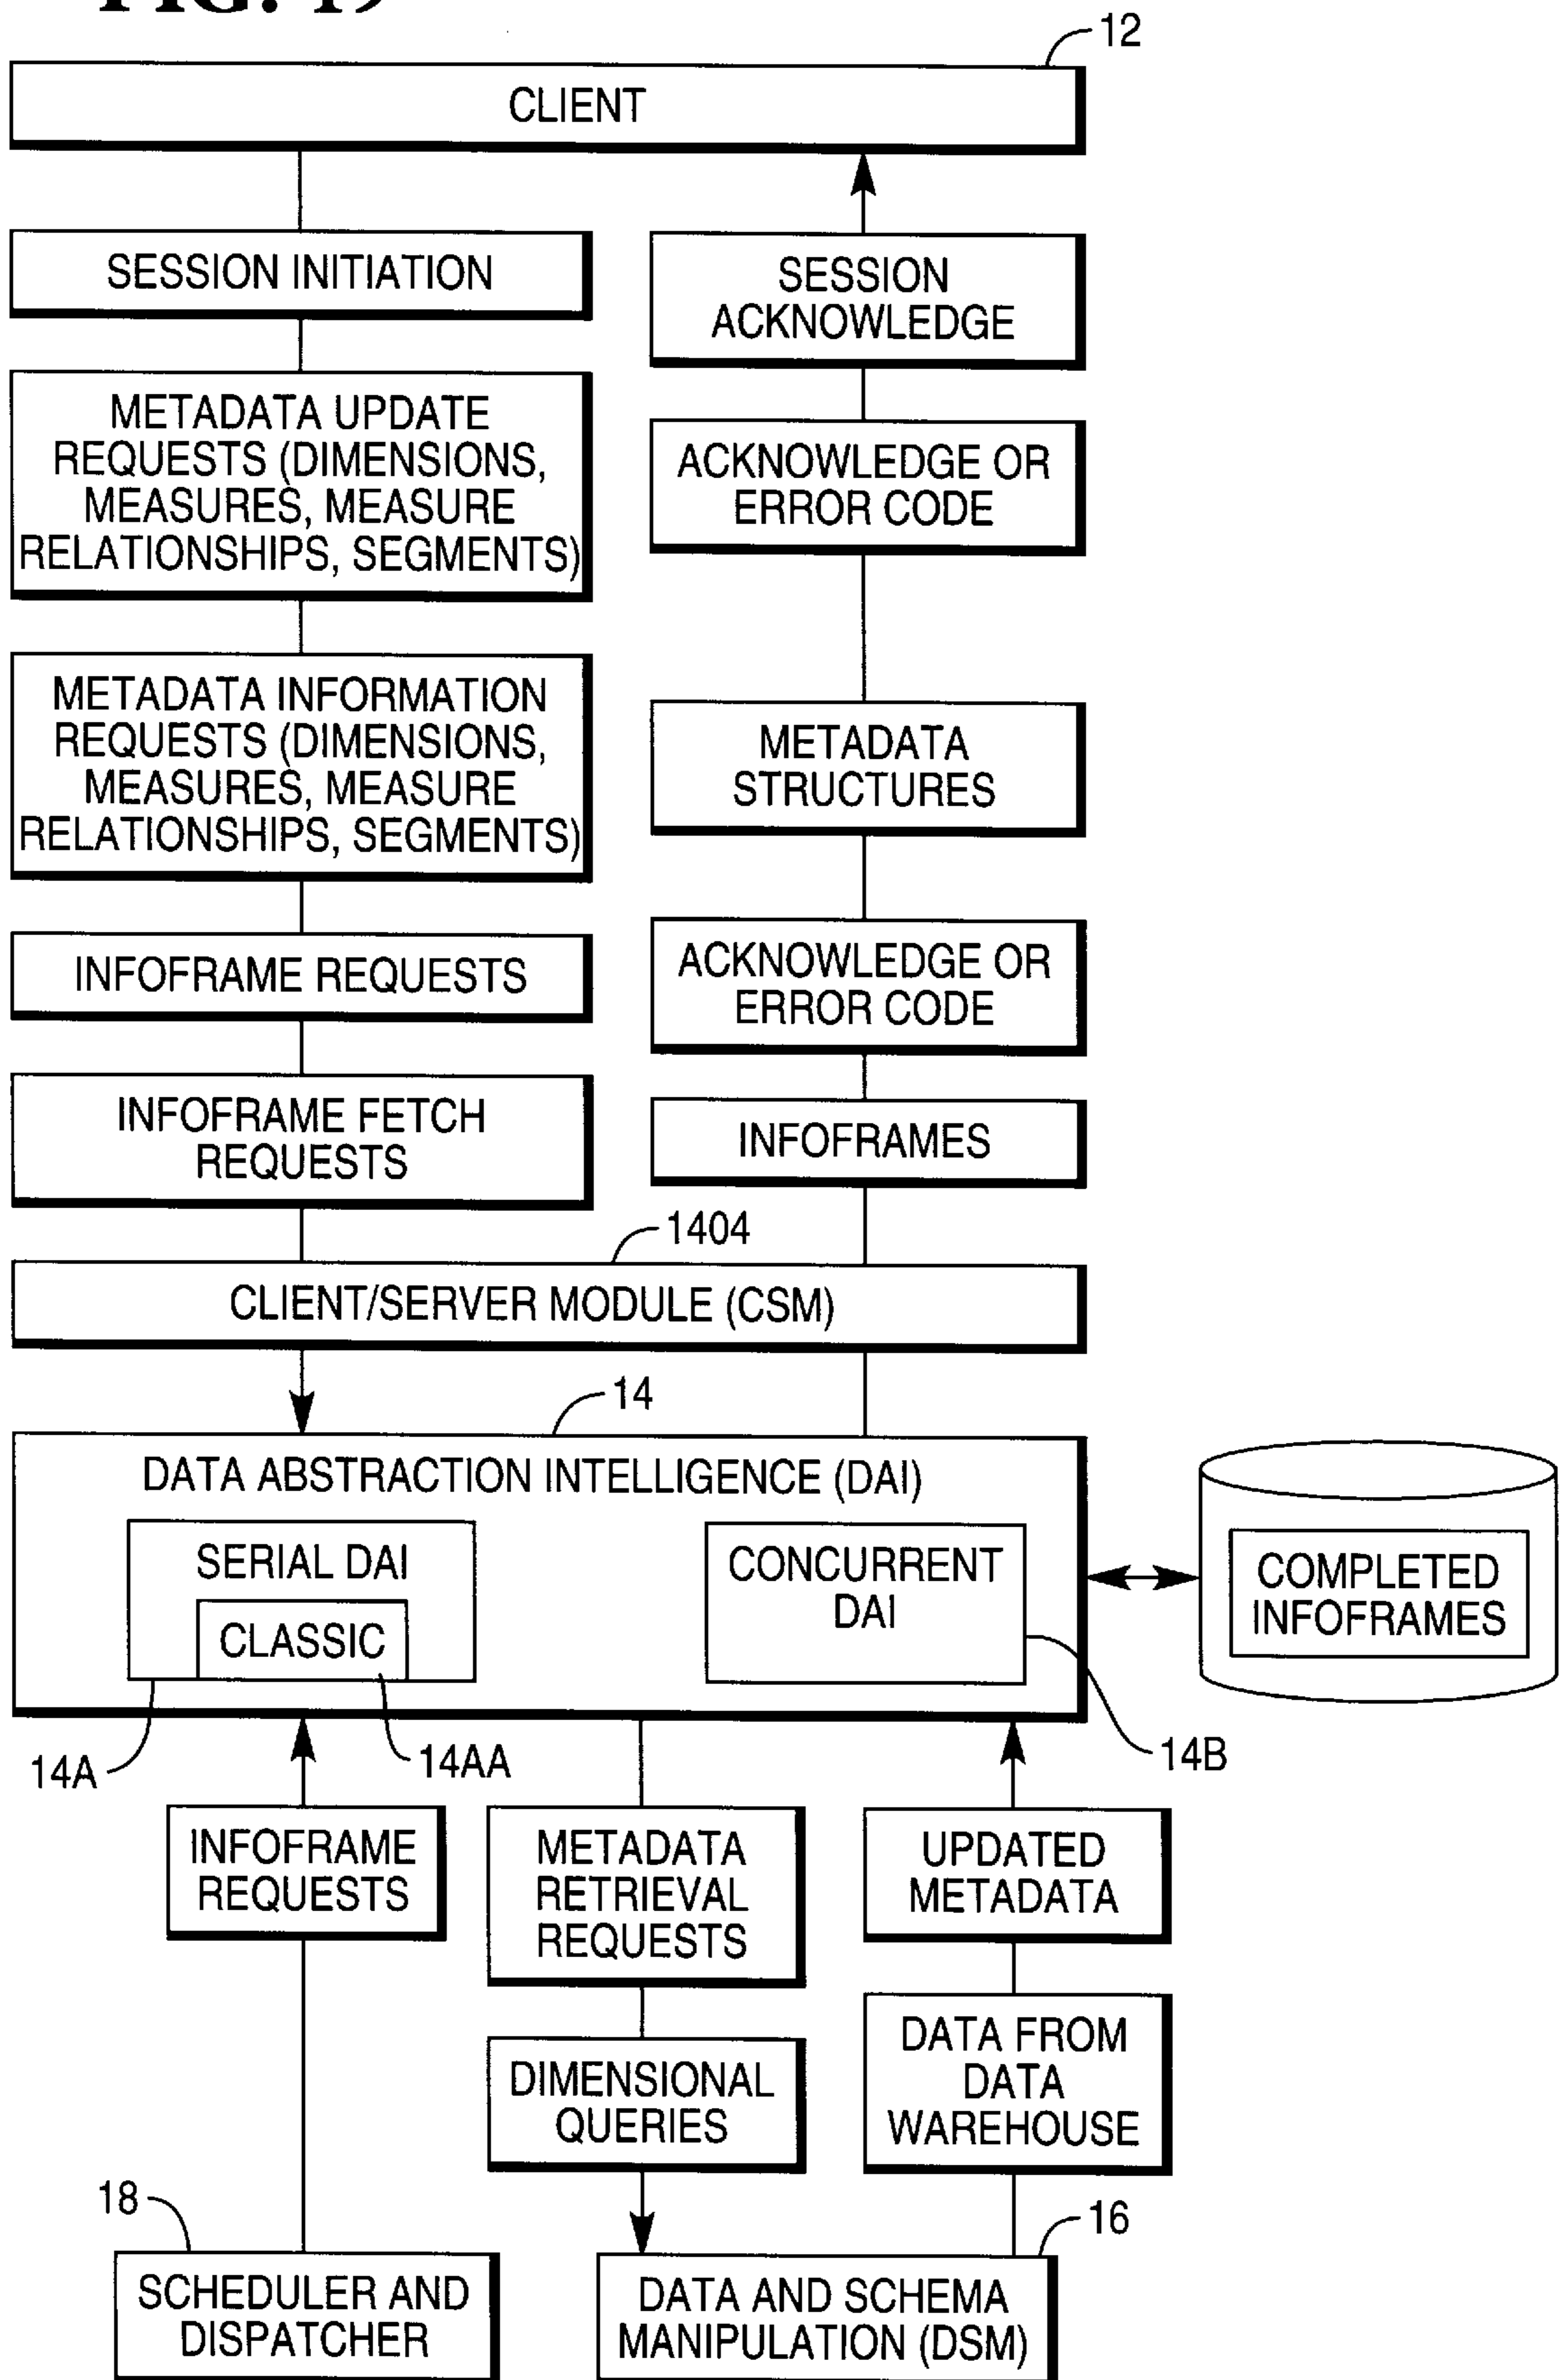 12
CLIENT
SESSION INITIATION
SESSION
ACKNOWLEDGE
METADATA UPDATE
REQUESTS (DIMENSIONS,
MEASURES, MEASURE
RELATIONSHIPS, SEGMENTS)
ACKNOWLEDGE OR
ERROR CODE
METADATA INFORMATION
REQUESTS (DIMENSIONS,
MEASURES, MEASURE
RELATIONSHIPS, SEGMENTS)
METADATA
STRUCTURES
INFOFRAME REQUESTS
ACKNOWLEDGE OR
ERROR CODE
INFOFRAME FETCH
REQUESTS
INFOFRAMES
1404
CLIENT/SERVER MODULE (CSM)
14
DATA ABSTRACTION INTELLIGENCE (DAI)
SERIAL DAI
CLASSIC
CONCURRENT
DAI
COMPLETED
INFOFRAMES
14A
14AA
14B
INFOFRAME
REQUESTS
METADATA
RETRIEVAL
REQUESTS
UPDATED
METADATA
DIMENSIONAL
QUERIES
DATA FROM
DATA
WAREHOUSE
18
16
SCHEDULER AND
DISPATCHER
DATA AND SCHEMA
MANIPULATION (DSM)